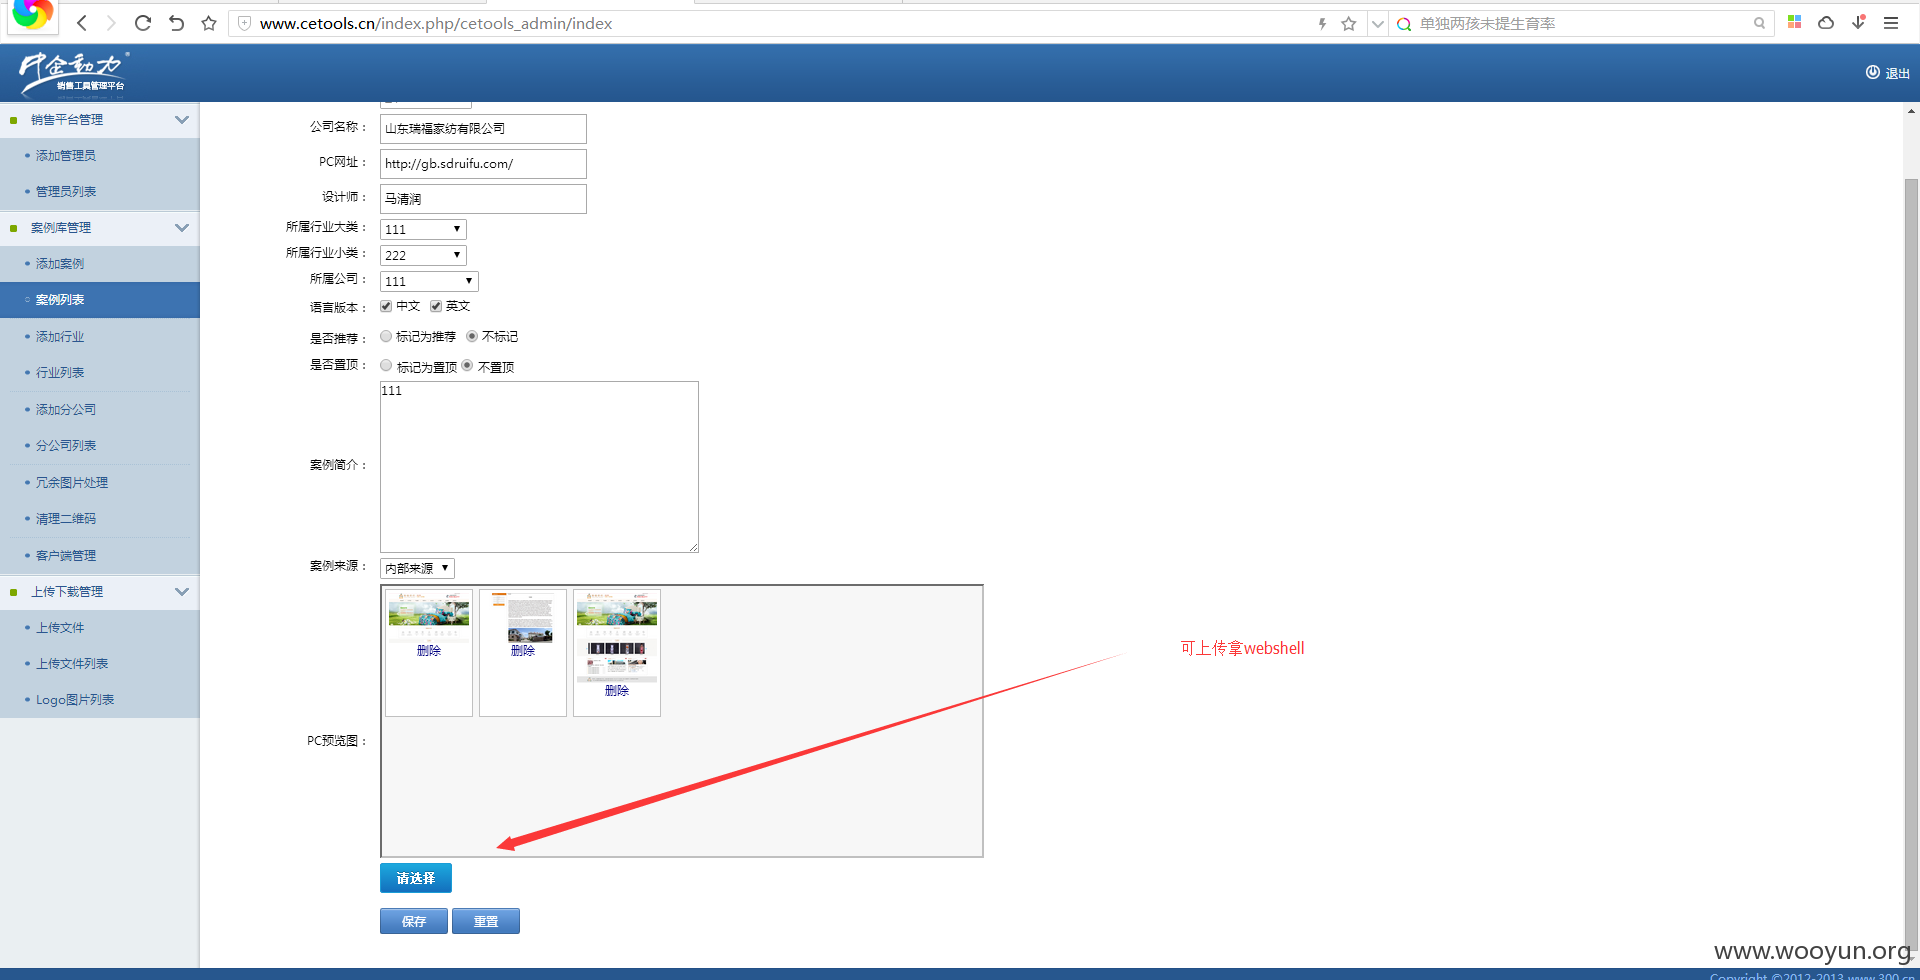 www.cetools.cn/index.php/cetools_admin/index
单独两孩未提生育率
中企动力
销售工具管理平台
退出
销售平台管理
添加管理员
管理员列表
案例库管理
添加案例
案例列表
添加行业
行业列表
添加分公司
分公司列表
冗余图片处理
清理二维码
客户端管理
上传下载管理
上传文件
上传文件列表
Logo图片列表
公司名称： 山东瑞福家纺有限公司
PC网址： http://gb.sdruifu.com/
设计师： 马清润
所属行业大类： 111
所属行业小类： 222
所属公司： 111
语言版本： 中文 英文
是否推荐： 标记为推荐 不标记
是否置顶： 标记为置顶 不置顶
案例简介： 111
案例来源： 内部来源
PC预览图：
删除 删除 删除
可上传拿webshell
请选择
保存 重置
www.wooyun.org
Copyright ©2012-2013 www.300.cn